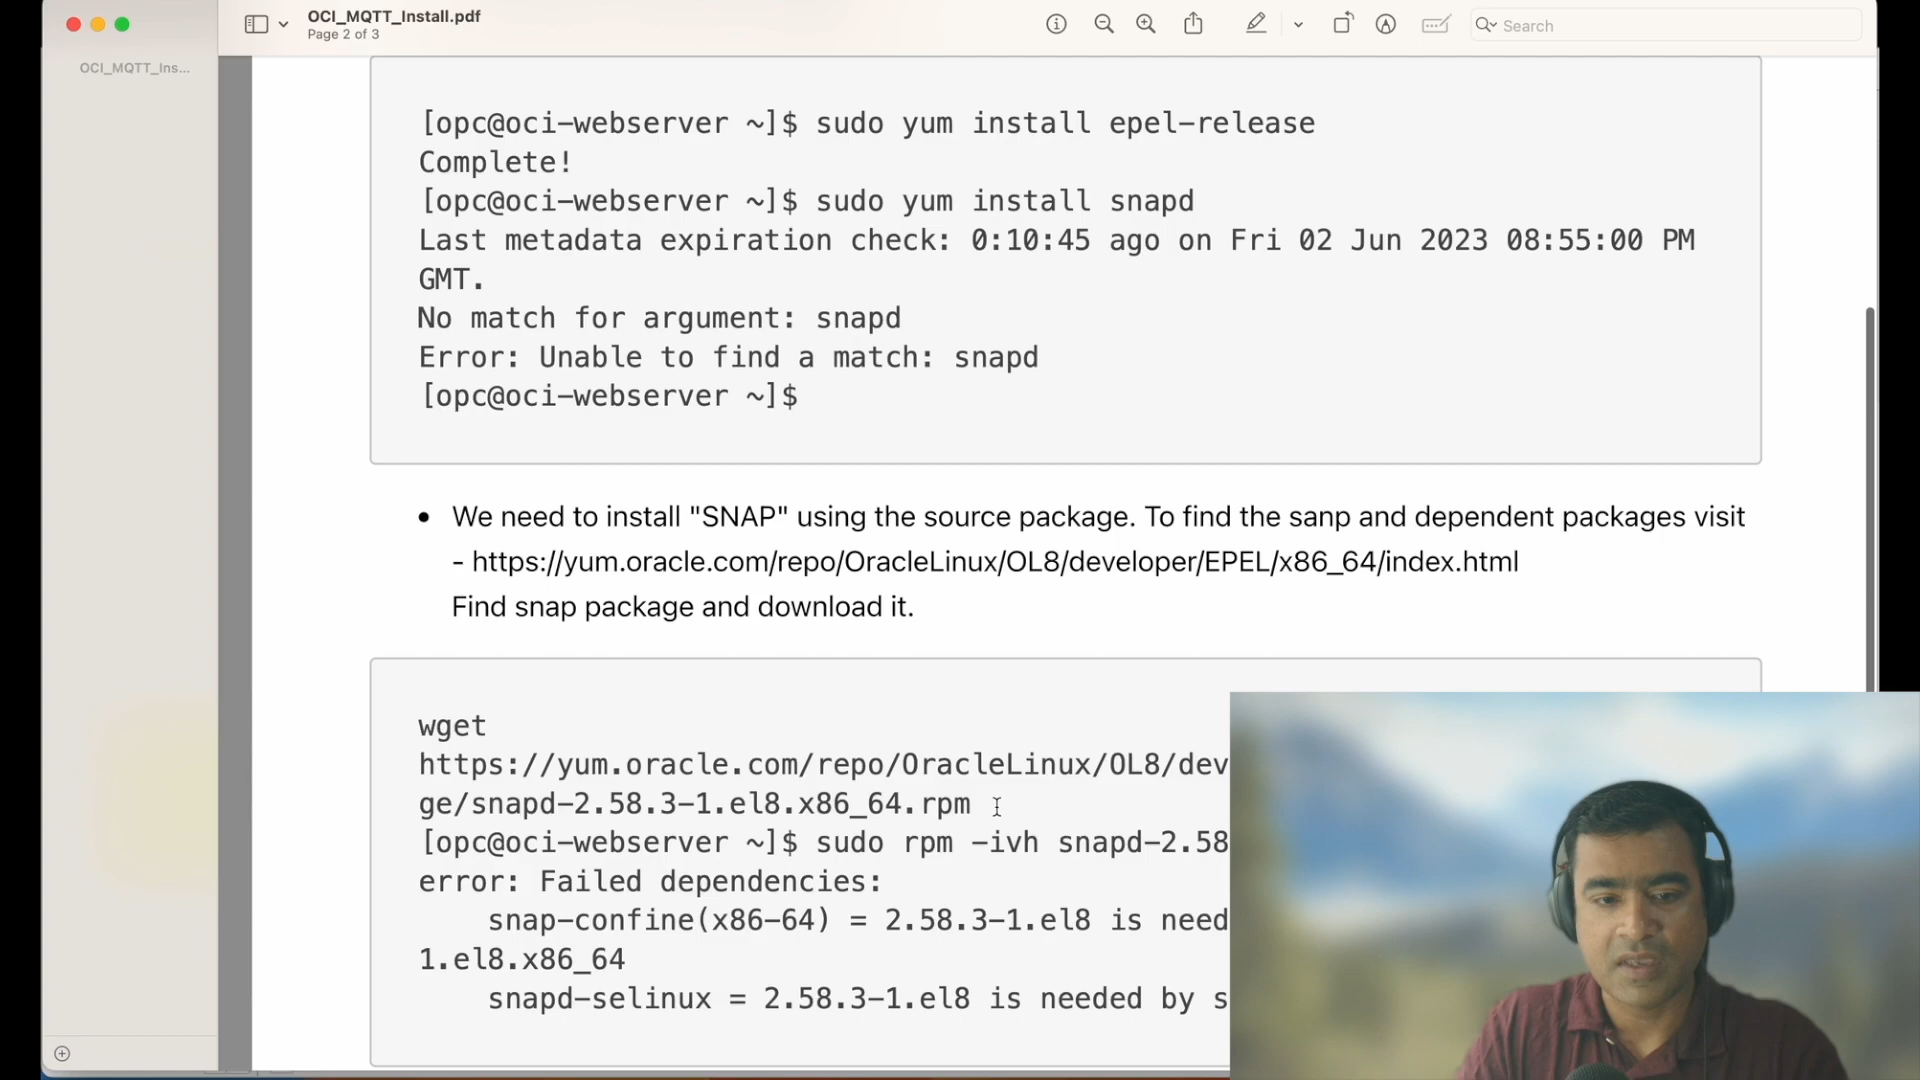 OCI_MQTT_Install.pdf
Page 2 of 3
Search
OCI_MQTT_Ins...
[opc@oci-webserver ~]$ sudo yum install epel-release
Complete!
[opc@oci-webserver ~]$ sudo yum install snapd
Last metadata expiration check: 0:10:45 ago on Fri 02 Jun 2023 08:55:00 PM
GMT.
No match for argument: snapd
Error: Unable to find a match: snapd
[opc@oci-webserver ~]$
• We need to install "SNAP" using the source package. To find the sanp and dependent packages visit
- https://yum.oracle.com/repo/OracleLinux/OL8/developer/EPEL/x86_64/index.html
Find snap package and download it.
wget
https://yum.oracle.com/repo/OracleLinux/OL8/dev
ge/snapd-2.58.3-1.el8.x86_64.rpm
[opc@oci-webserver ~]$ sudo rpm -ivh snapd-2.58
error: Failed dependencies:
snap-confine(x86-64) = 2.58.3-1.el8 is need
1.el8.x86_64
snapd-selinux = 2.58.3-1.el8 is needed by s